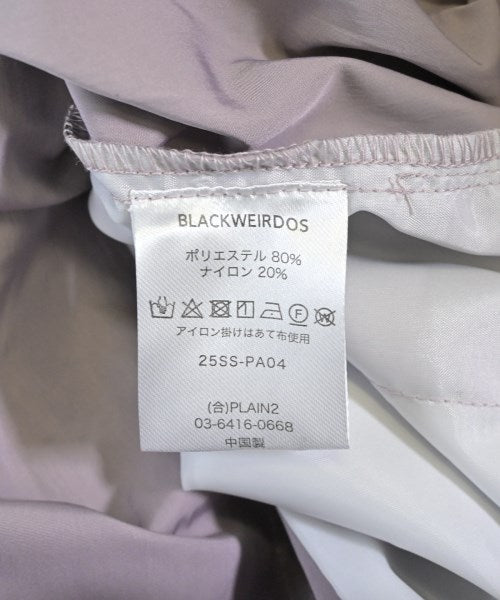 BLACKWEIRDOS
ポリエステル 80%
ナイロン 20%
アイロン掛けはあて布使用
25SS-PA04
(合)PLAIN2
03-6416-0668
中国製